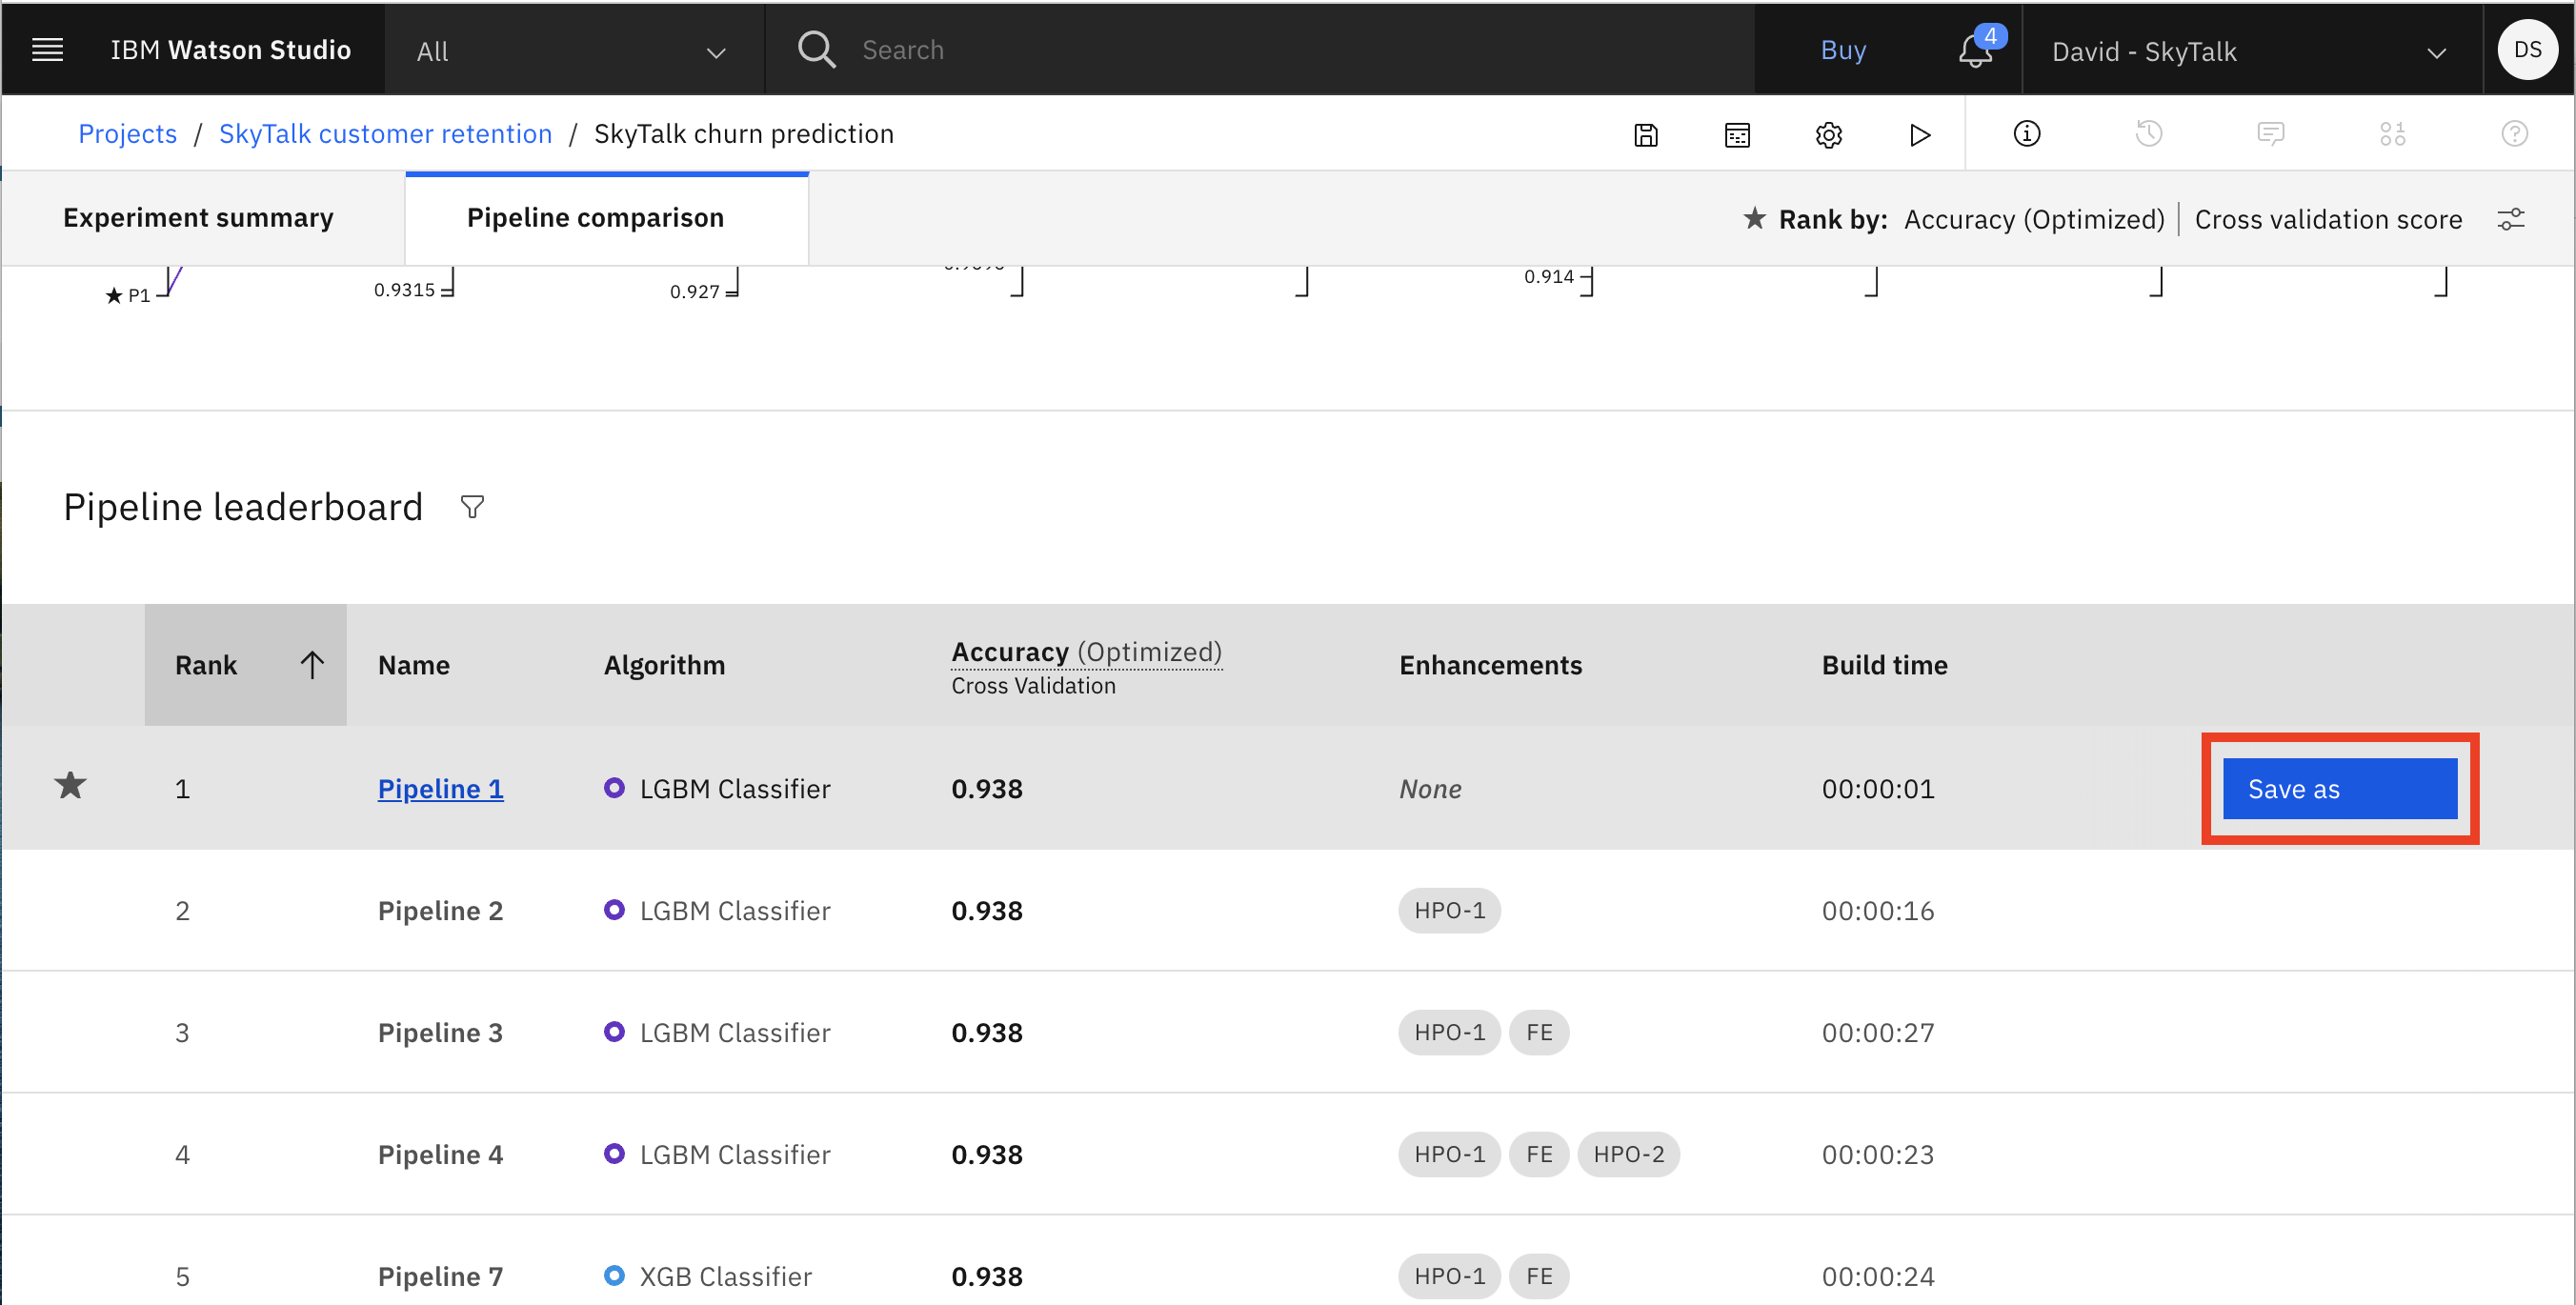 IBM Watson Studio All Search Buy 4 David - SkyTalk DS
Projects / SkyTalk customer retention / SkyTalk churn prediction
Experiment summary Pipeline comparison ★ Rank by: Accuracy (Optimized) | Cross validation score
★ P1 0.9315 0.927 0.914
Pipeline leaderboard
Rank Name Algorithm Accuracy (Optimized) Enhancements Build time
Cross Validation
1 Pipeline 1 LGBM Classifier 0.938 None 00:00:01 Save as
2 Pipeline 2 LGBM Classifier 0.938 HPO-1 00:00:16
3 Pipeline 3 LGBM Classifier 0.938 HPO-1 FE 00:00:27
4 Pipeline 4 LGBM Classifier 0.938 HPO-1 FE HPO-2 00:00:23
5 Pipeline 7 XGB Classifier 0.938 HPO-1 FE 00:00:24